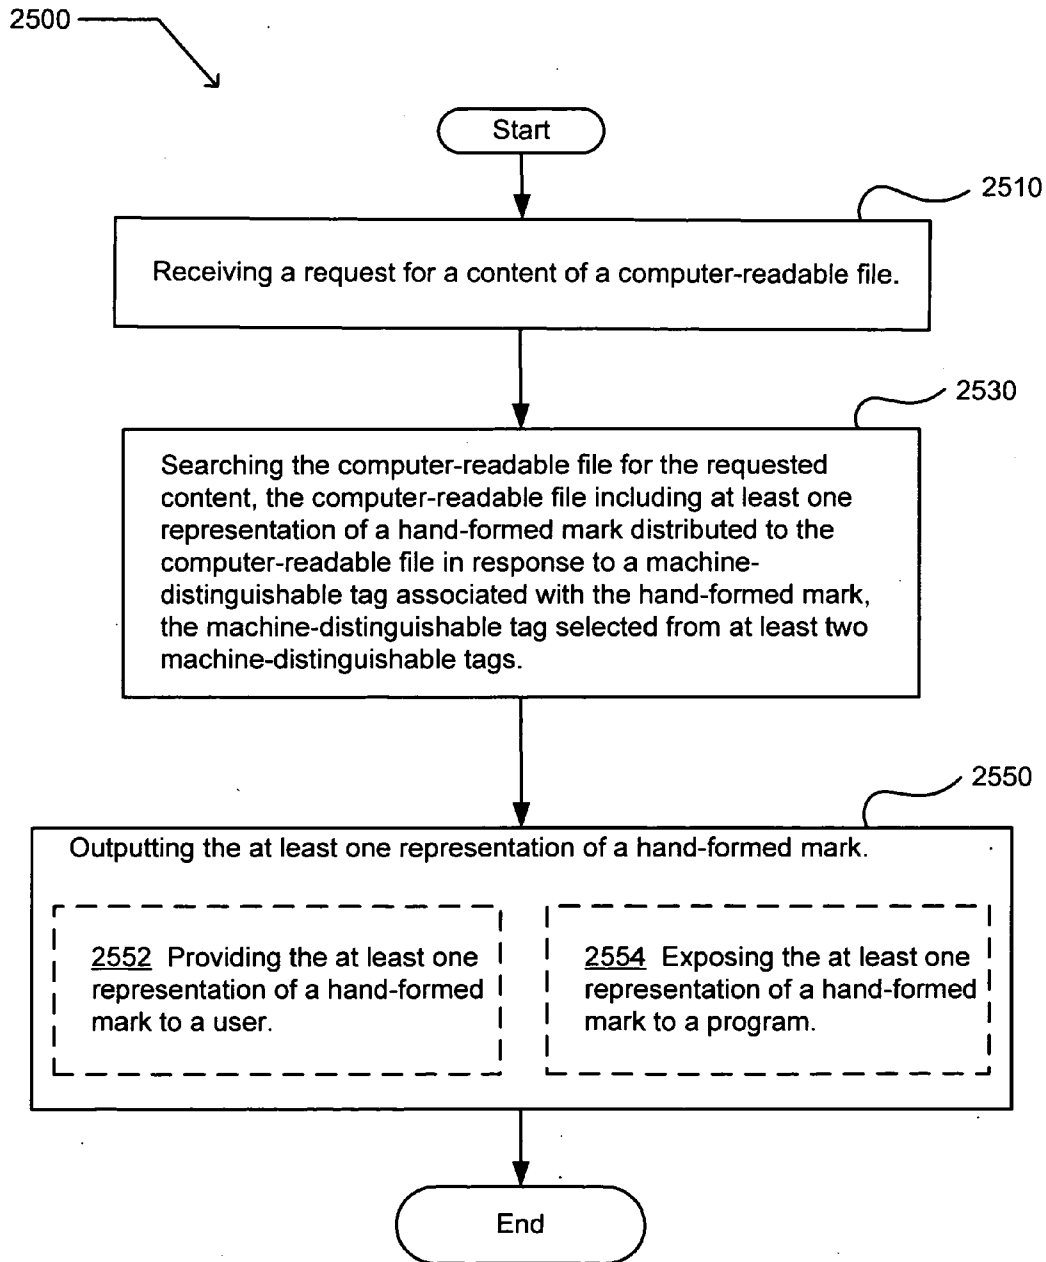 2500
Start
2510
Receiving a request for a content of a computer-readable file.
2530
Searching the computer-readable file for the requested
content, the computer-readable file including at least one
representation of a hand-formed mark distributed to the
computer-readable file in response to a machine-
distinguishable tag associated with the hand-formed mark,
the machine-distinguishable tag selected from at least two
machine-distinguishable tags.
2550
Outputting the at least one representation of a hand-formed mark.
2552 Providing the at least one
representation of a hand-formed
mark to a user.
2554 Exposing the at least one
representation of a hand-formed
mark to a program.
End